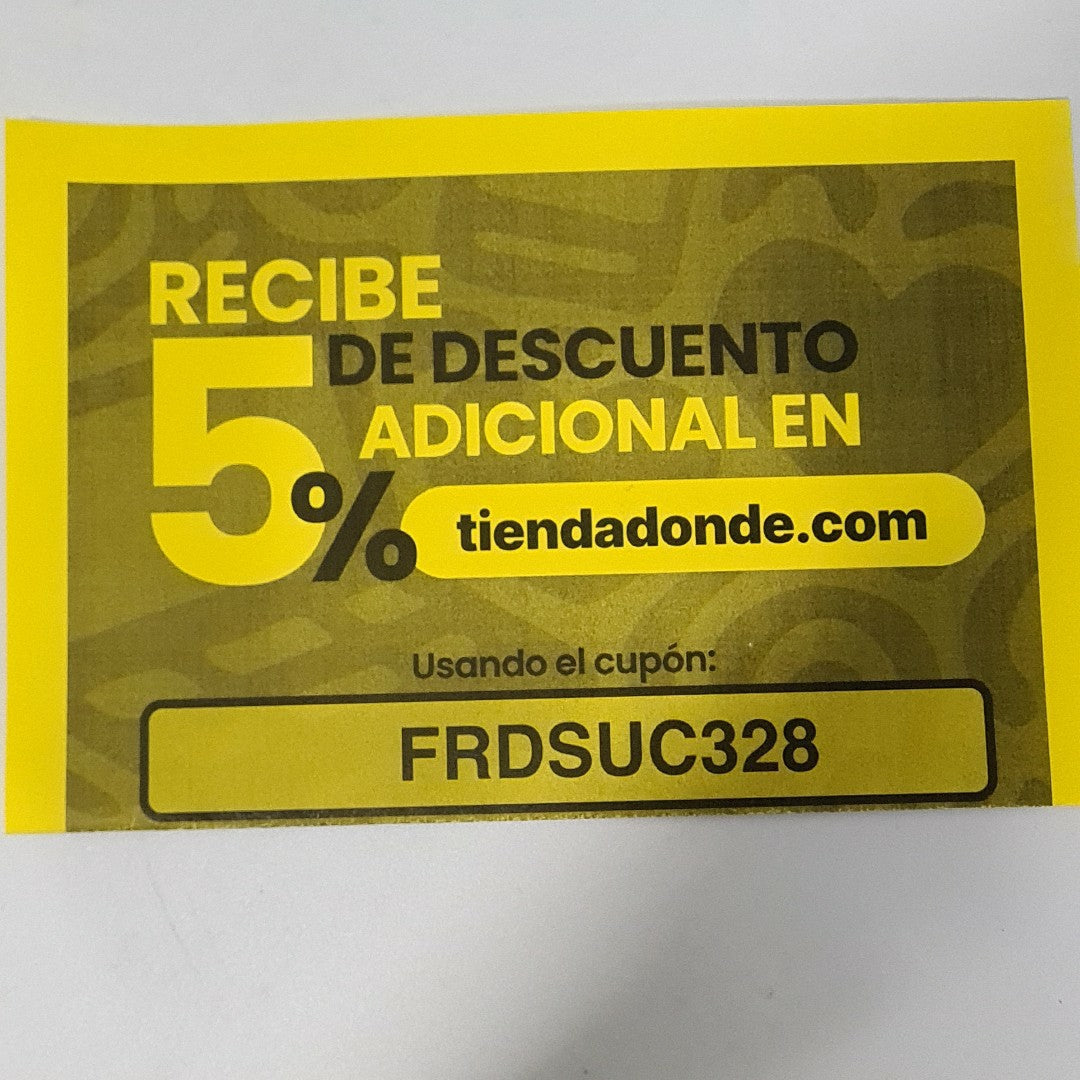 RECIBE
5% DE DESCUENTO
ADICIONAL EN
tiendadonde.com
Usando el cupón:
FRDSUC328